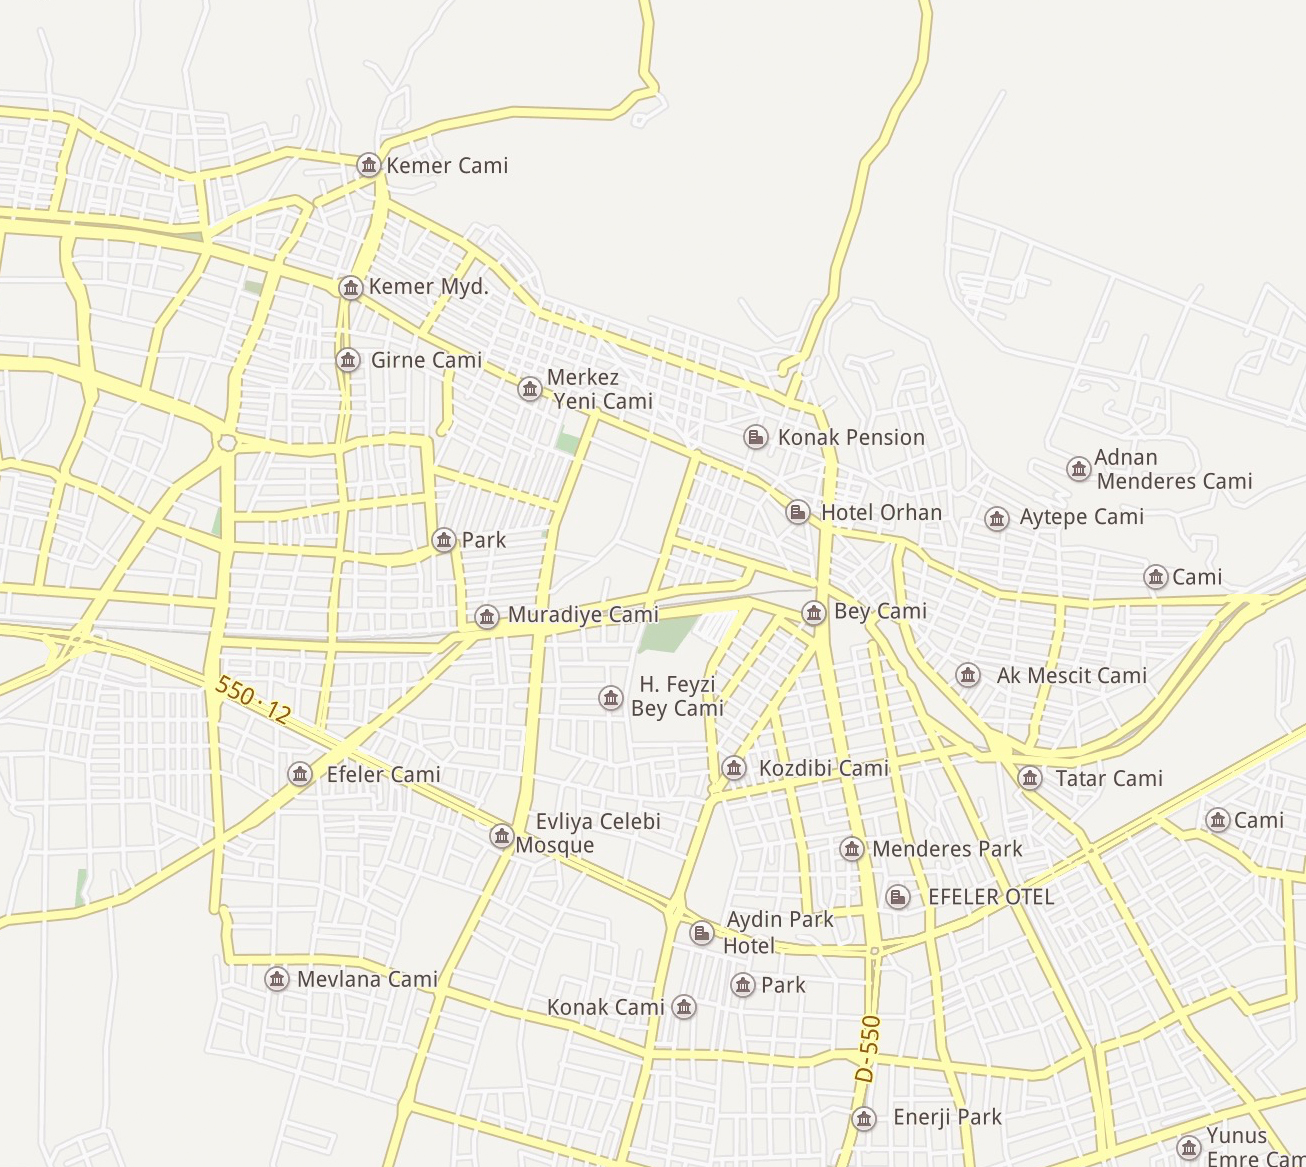 Kemer Cami
Kemer Myd.
Girne Cami
Merkez
Yeni Cami
Konak Pension
Adnan
Menderes Cami
Hotel Orhan
Aytepe Cami
Park
Cami
Muradiye Cami
Bey Cami
H. Feyzi
Bey Cami
Ak Mescit Cami
550·12
Efeler Cami
Kozdibi Cami
Tatar Cami
Evliya Celebi
Mosque
Cami
Menderes Park
EFELER OTEL
Aydin Park
Hotel
Mevlana Cami
Park
Konak Cami
D-550
Enerji Park
Yunus
Emre Cam